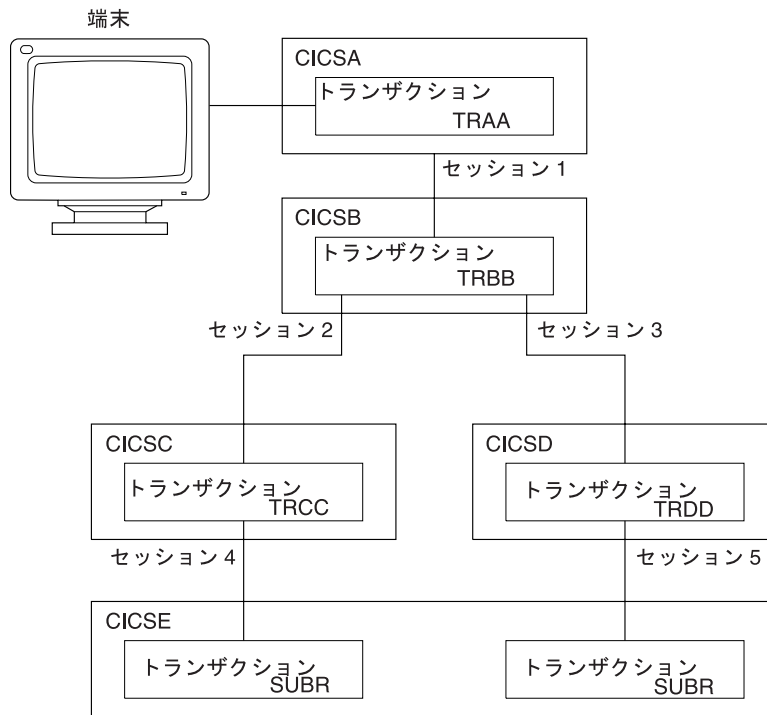 端末
CICSA
トランザクション
TRAA
セッション 1
CICSB
トランザクション
TRBB
セッション 2
セッション 3
CICSC
トランザクション
TRCC
CICSD
トランザクション
TRDD
セッション 4
セッション 5
CICSE
トランザクション
SUBR
トランザクション
SUBR